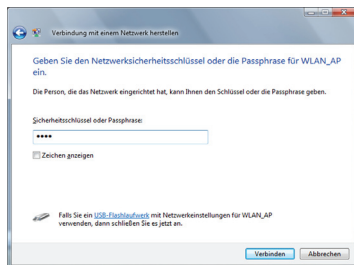 Verbindung mit einem Netzwerk herstellen
Geben Sie den Netzwerksicherheitsschlüssel oder die Passphrase für WLAN_AP
ein.
Die Person, die das Netzwerk eingerichtet hat, kann Ihnen den Schlüssel oder die Passphrase geben.
Sicherheitsschlüssel oder Passphrase:
••••
Zeichen anzeigen
Falls Sie ein USB-Flashlaufwerk mit Netzwerkeinstellungen für WLAN_AP
verwenden, dann schließen Sie es jetzt an.
Verbinden Abbrechen